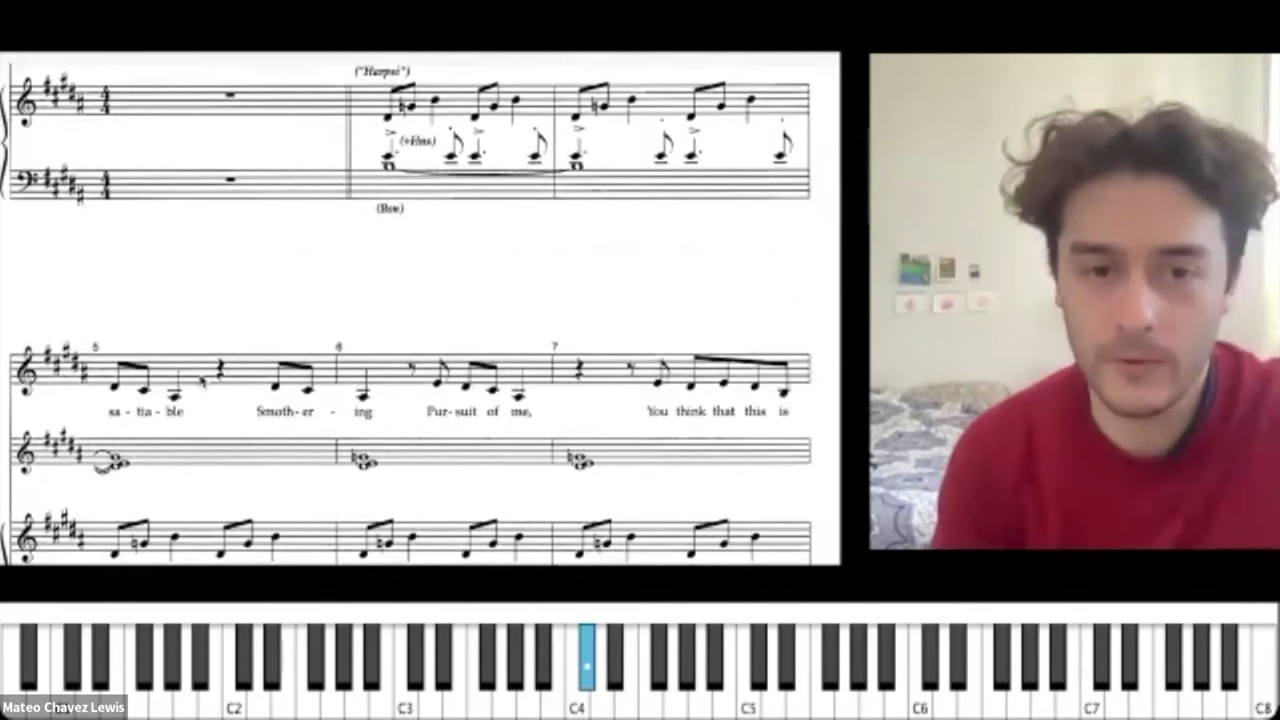 ("Harpsi")
(+Hns)
(Bsn)
5 6 7
sa - tia - ble Smoth - er - ing Pur - suit of me, You think that this is
C2 C3 C4 C5 C6 C7 C8
Mateo Chavez Lewis